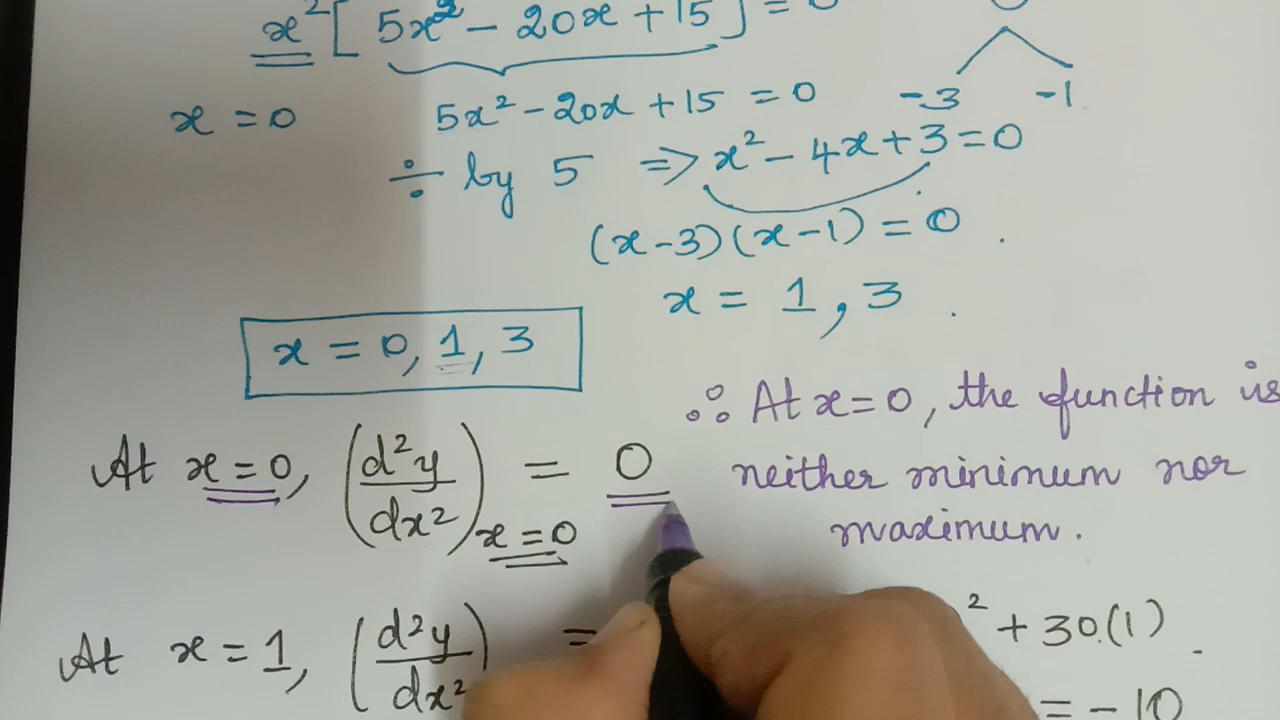 x² [ 5x² - 20x + 15 ] = 0
-3 -1
x = 0 5x² - 20x + 15 = 0
÷ by 5 ⇒ x² - 4x + 3 = 0
(x-3)(x-1) = 0
x = 1, 3
x = 0, 1, 3
∴ At x=0, the function is
neither minimum nor
maximum.
At x=0, (d²y/dx²)x=0 = 0
At x = 1, (d²y/dx²) =
² + 30.(1)
= -10